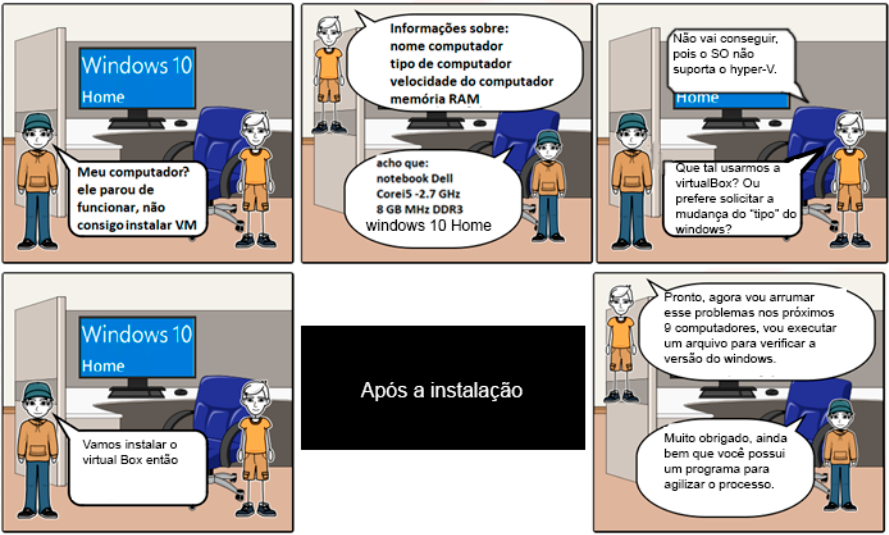 Windows 10
Home
Meu computador?
ele parou de
funcionar, não
consigo instalar VM
Informações sobre:
nome computador
tipo de computador
velocidade do computador
memória RAM
acho que:
notebook Dell
Corei5 -2.7 GHz
8 GB MHz DDR3
windows 10 Home
Não vai conseguir,
pois o SO não
suporta o hyper-V.
Home
Que tal usarmos a
virtualBox? Ou
prefere solicitar a
mudança do "tipo" do
windows?
Windows 10
Home
Vamos instalar o
virtual Box então
Após a instalação
Pronto, agora vou arrumar
esse problemas nos próximos
9 computadores, vou executar
um arquivo para verificar a
versão do windows.
Muito obrigado, ainda
bem que você possui
um programa para
agilizar o processo.